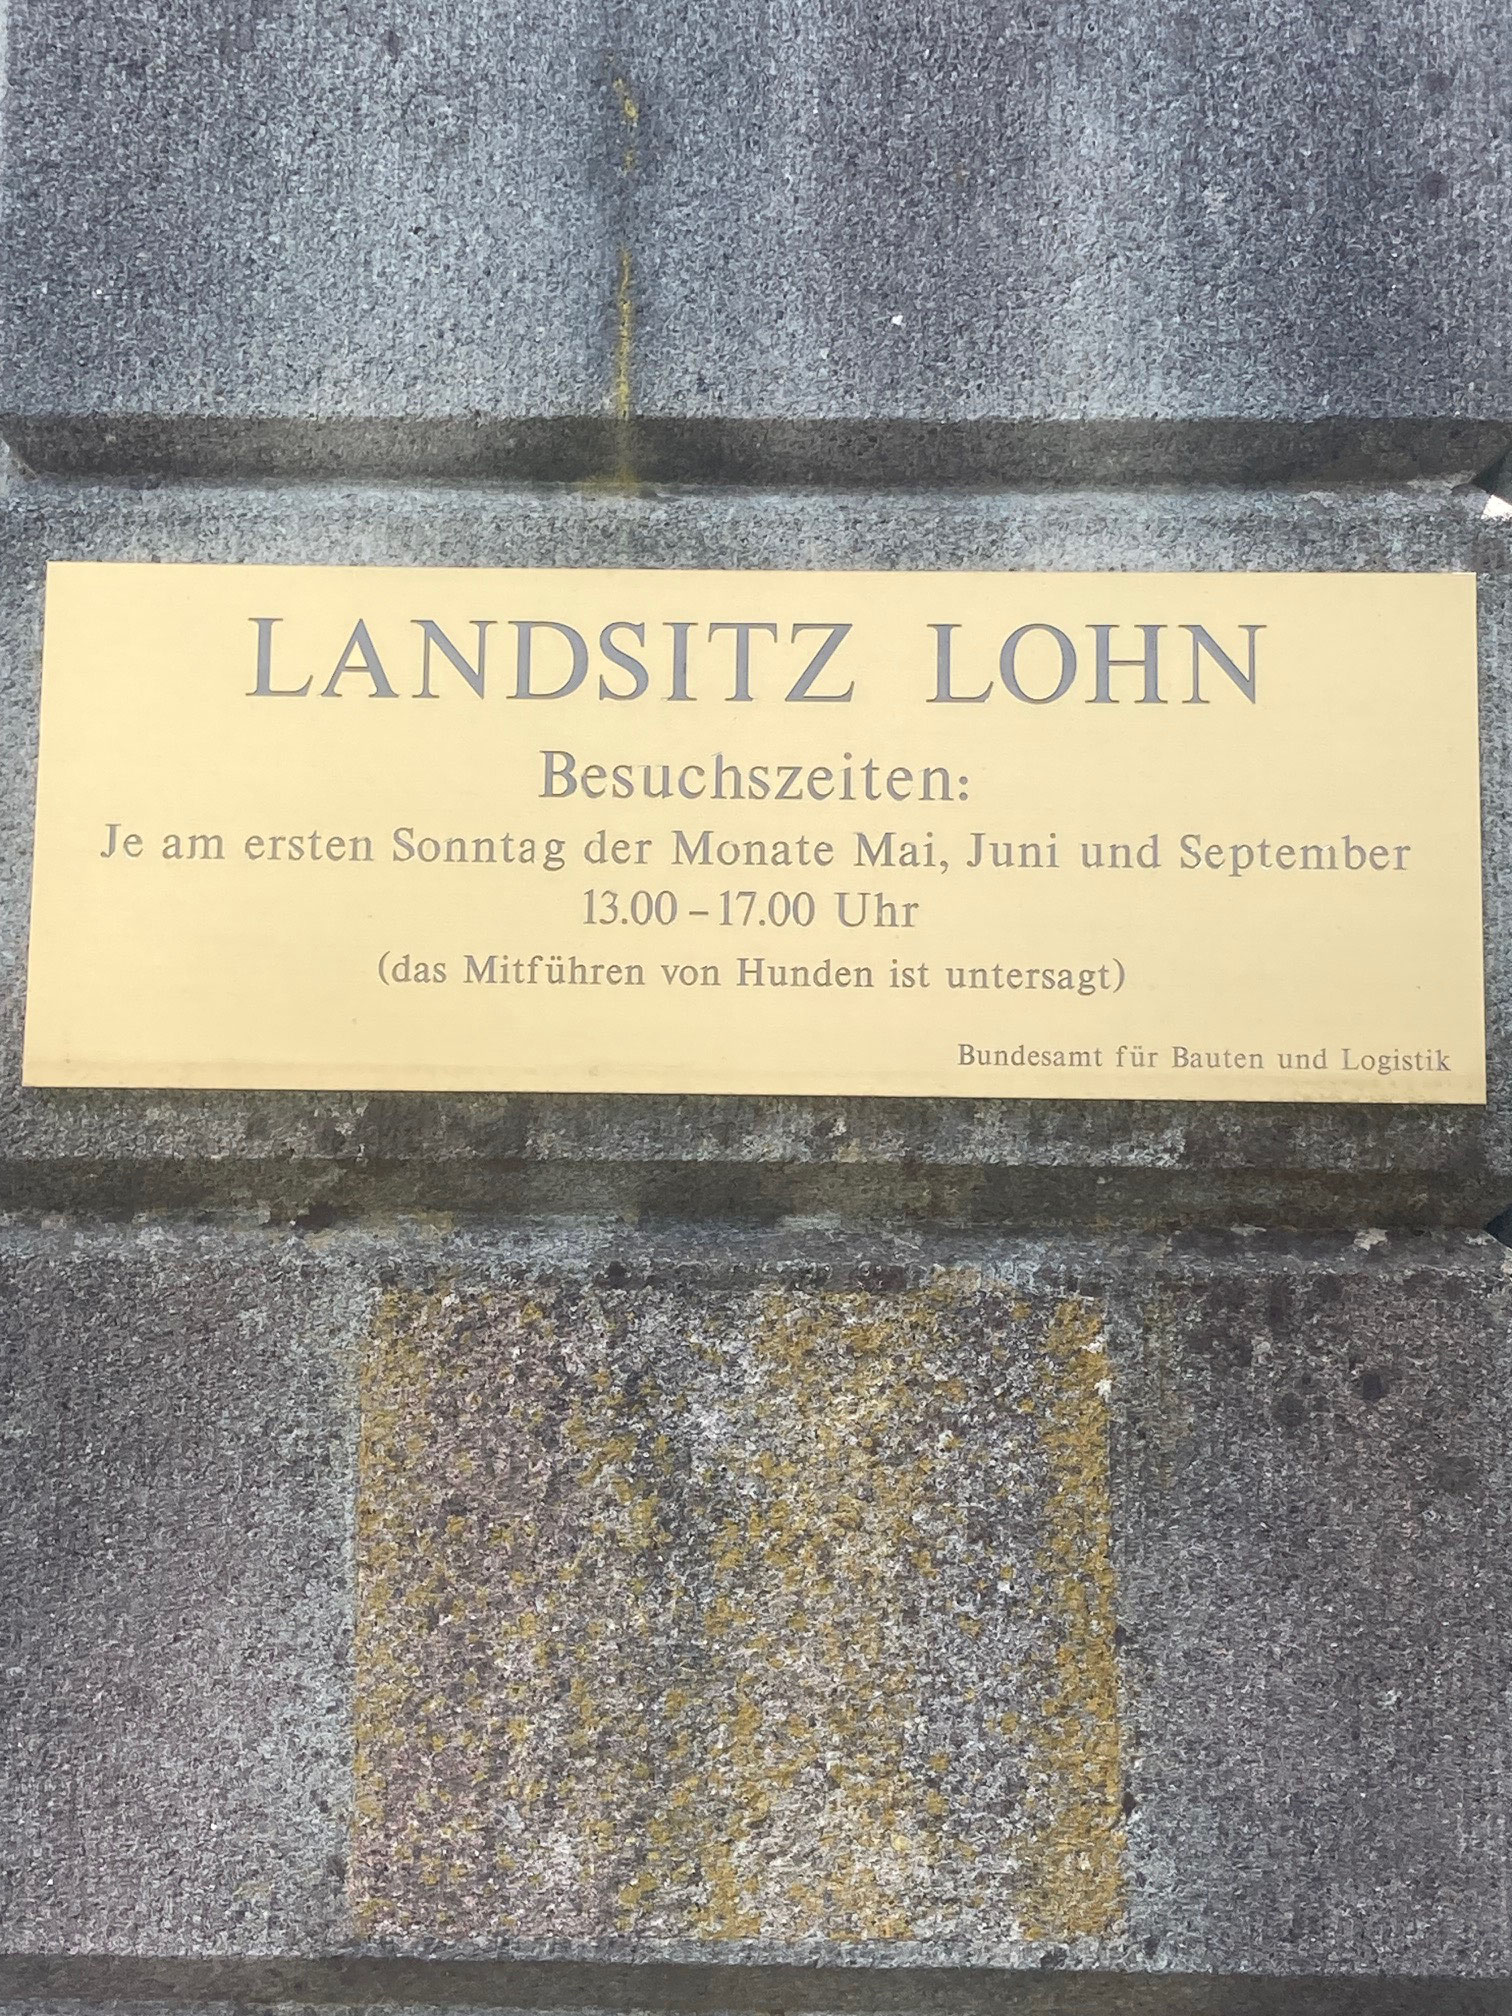 LANDSITZ LOHN
Besuchszeiten:
Je am ersten Sonntag der Monate Mai, Juni und September
13.00 – 17.00 Uhr
(das Mitführen von Hunden ist untersagt)
Bundesamt für Bauten und Logistik